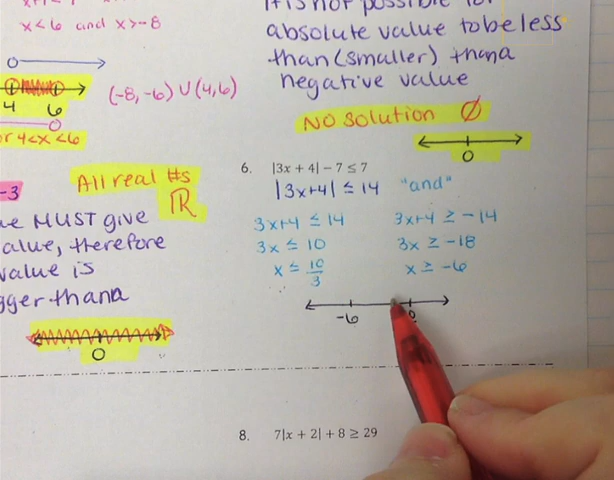 x < 6 and x > -8
4 6
(-8, -6) ∪ (4, 6)
or 4 < x < 6
-3
All real #s
ℝ
ue MUST give
alue, therefore
value is
gger than a
0
It is not possible for
absolute value to be less
than (smaller) than a
negative value
No Solution ∅
0
6. |3x + 4| − 7 ≤ 7
|3x+4| ≤ 14 "and"
3x+4 ≤ 14 3x+4 ≥ -14
3x ≤ 10 3x ≥ -18
x ≤ 10/3 x ≥ -6
-6
8. 7|x + 2| + 8 ≥ 29